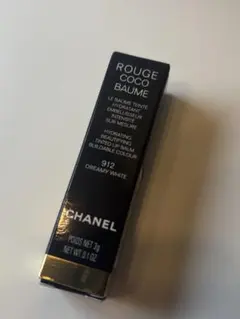 ROUGE
COCO
BAUME
LE BAUME TEINTÉ
HYDRATANT
EMBELLISSEUR
INTENSITÉ
SUR-MESURE
HYDRATING
BEAUTIFYING
TINTED LIP BALM
BUILDABLE COLOUR
912
DREAMY WHITE
CHANEL
POIDS NET 3g
NET WT. 0.1 OZ.